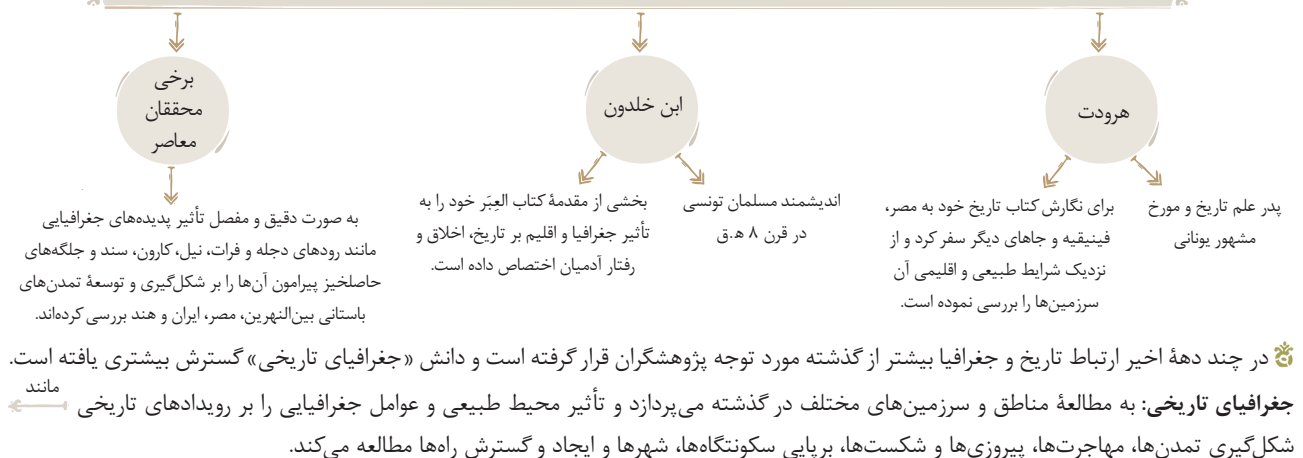 هرودت
پدر علم تاریخ و مورخ
مشهور یونانی
برای نگارش کتاب تاریخ خود به مصر،
فینیقیه و جاهای دیگر سفر کرد و از
نزدیک شرایط طبیعی و اقلیمی آن
سرزمین‌ها را بررسی نموده است.
ابن خلدون
اندیشمند مسلمان تونسی
در قرن ۸ ه‍.ق
بخشی از مقدمهٔ کتاب العِبَر خود را به
تأثیر جغرافیا و اقلیم بر تاریخ، اخلاق و
رفتار آدمیان اختصاص داده است.
برخی
محققان
معاصر
به صورت دقیق و مفصل تأثیر پدیده‌های جغرافیایی
مانند رودهای دجله و فرات، نیل، کارون، سند و جلگه‌های
حاصلخیز پیرامون آن‌ها را بر شکل‌گیری و توسعهٔ تمدن‌های
باستانی بین‌النهرین، مصر، ایران و هند بررسی کرده‌اند.
در چند دههٔ اخیر ارتباط تاریخ و جغرافیا بیشتر از گذشته مورد توجه پژوهشگران قرار گرفته است و دانش «جغرافیای تاریخی» گسترش بیشتری یافته است.
جغرافیای تاریخی: به مطالعهٔ مناطق و سرزمین‌های مختلف در گذشته می‌پردازد و تأثیر محیط طبیعی و عوامل جغرافیایی را بر رویدادهای تاریخی مانند
شکل‌گیری تمدن‌ها، مهاجرت‌ها، پیروزی‌ها و شکست‌ها، برپایی سکونتگاه‌ها، شهرها و ایجاد و گسترش راه‌ها مطالعه می‌کند.